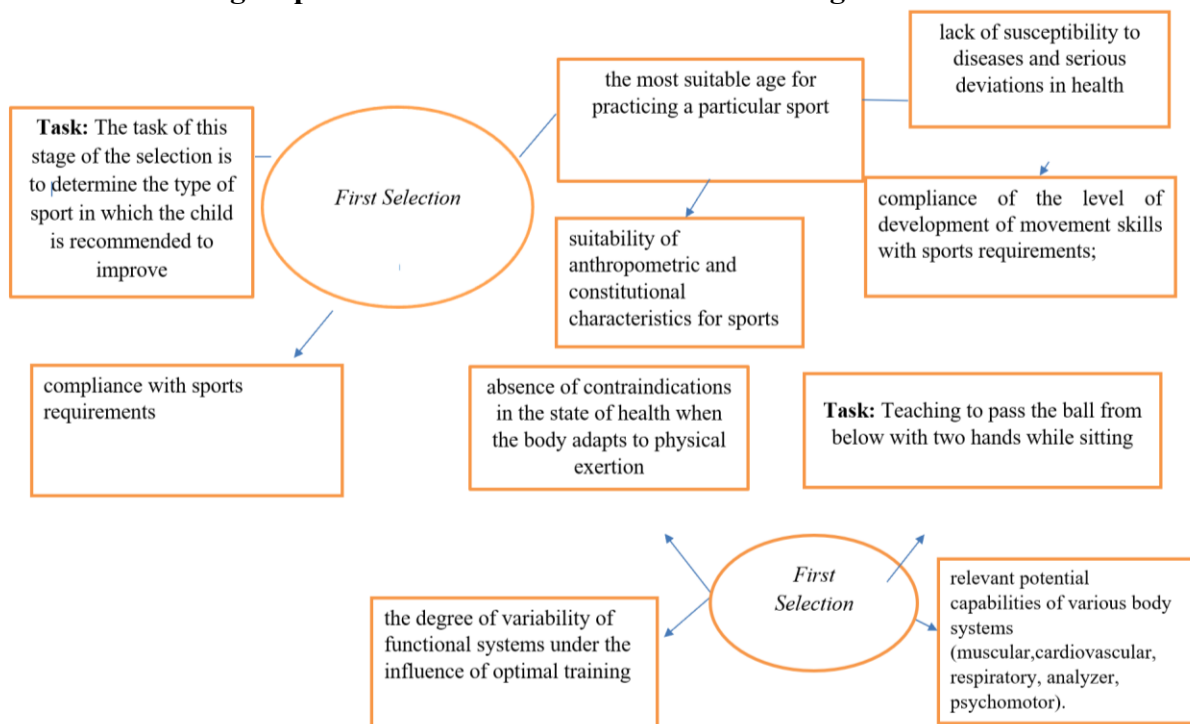 lack of susceptibility to
diseases and serious
deviations in health
the most suitable age for
practicing a particular sport
Task: The task of this
stage of the selection is
to determine the type of
sport in which the child
is recommended to
improve
First Selection
compliance of the level of
development of movement skills
with sports requirements;
suitability of
anthropometric and
constitutional
characteristics for sports
compliance with sports
requirements
absence of contraindications
in the state of health when
the body adapts to physical
exertion
Task: Teaching to pass the ball from
below with two hands while sitting
First
Selection
relevant potential
capabilities of various body
systems
(muscular,cardiovascular,
respiratory, analyzer,
psychomotor).
the degree of variability of
functional systems under the
influence of optimal training